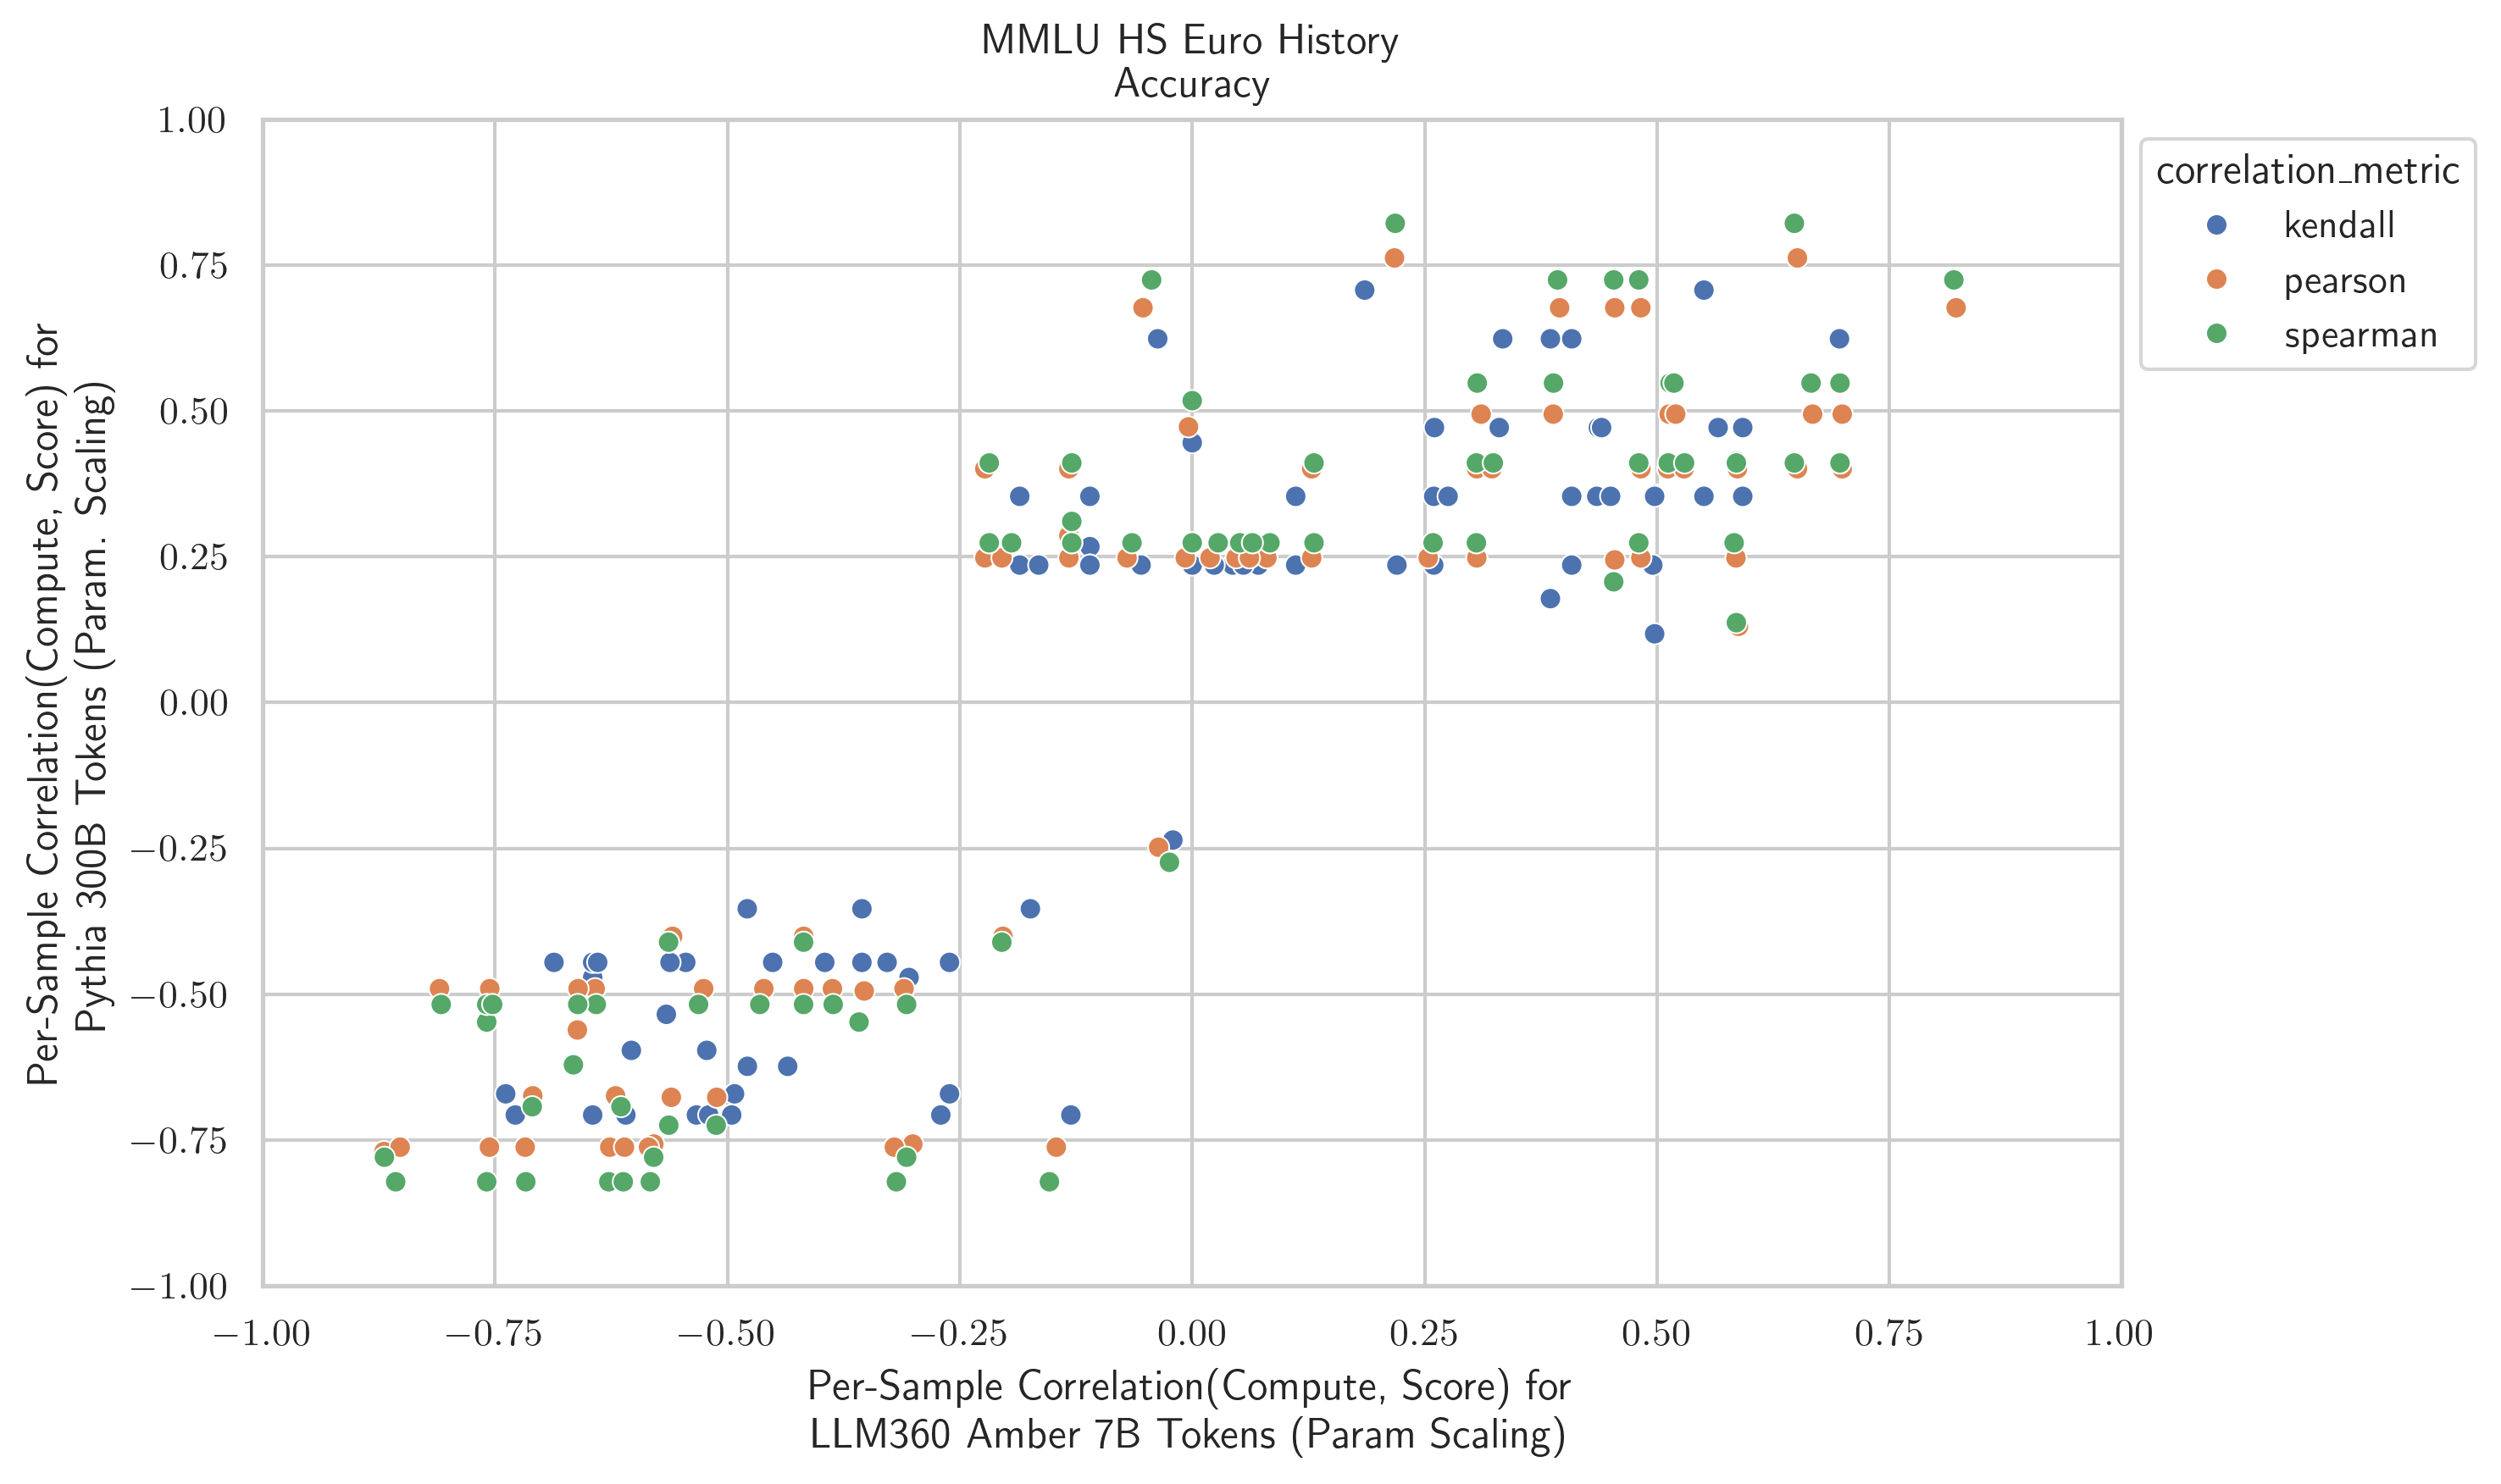 MMLU HS Euro History
Accuracy
Per-Sample Correlation(Compute, Score) for
Pythia 300B Tokens (Param. Scaling)
1.00
0.75
0.50
0.25
0.00
−0.25
−0.50
−0.75
−1.00
−1.00 −0.75 −0.50 −0.25 0.00 0.25 0.50 0.75 1.00
Per-Sample Correlation(Compute, Score) for
LLM360 Amber 7B Tokens (Param Scaling)
correlation_metric
kendall
pearson
spearman